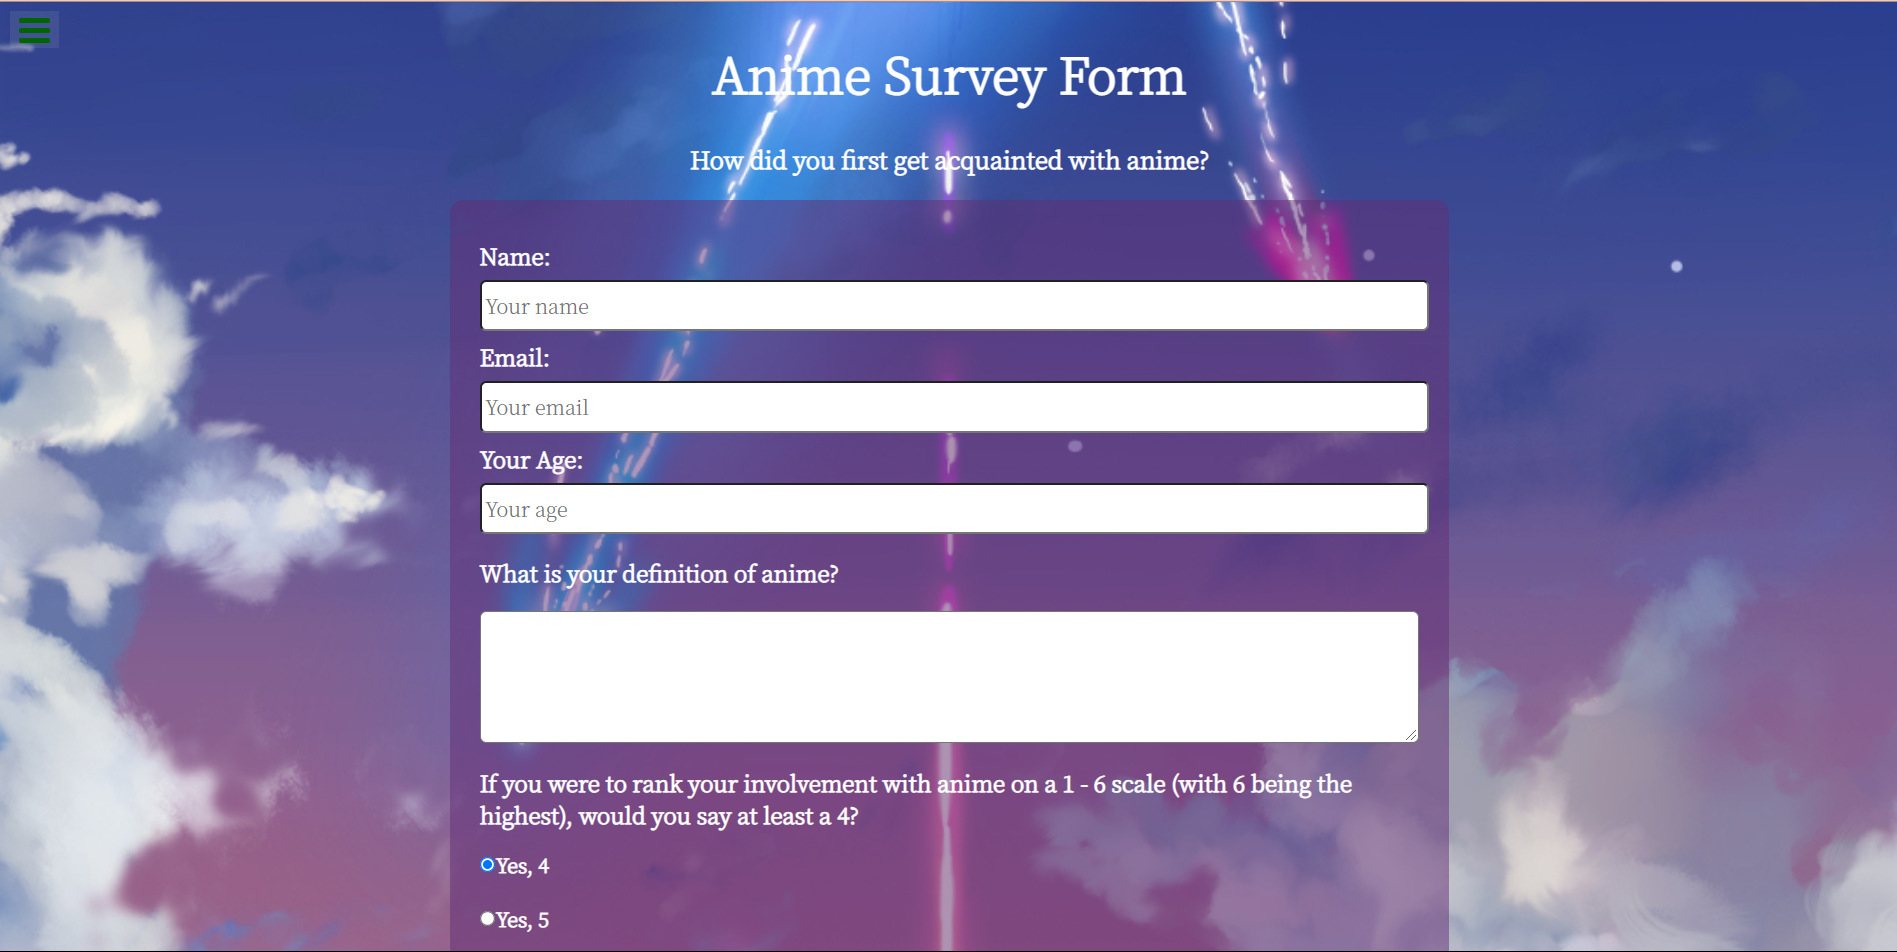 Anime Survey Form
How did you first get acquainted with anime?
Name:
Your name
Email:
Your email
Your Age:
Your age
What is your definition of anime?
If you were to rank your involvement with anime on a 1 - 6 scale (with 6 being the
highest), would you say at least a 4?
Yes, 4
Yes, 5